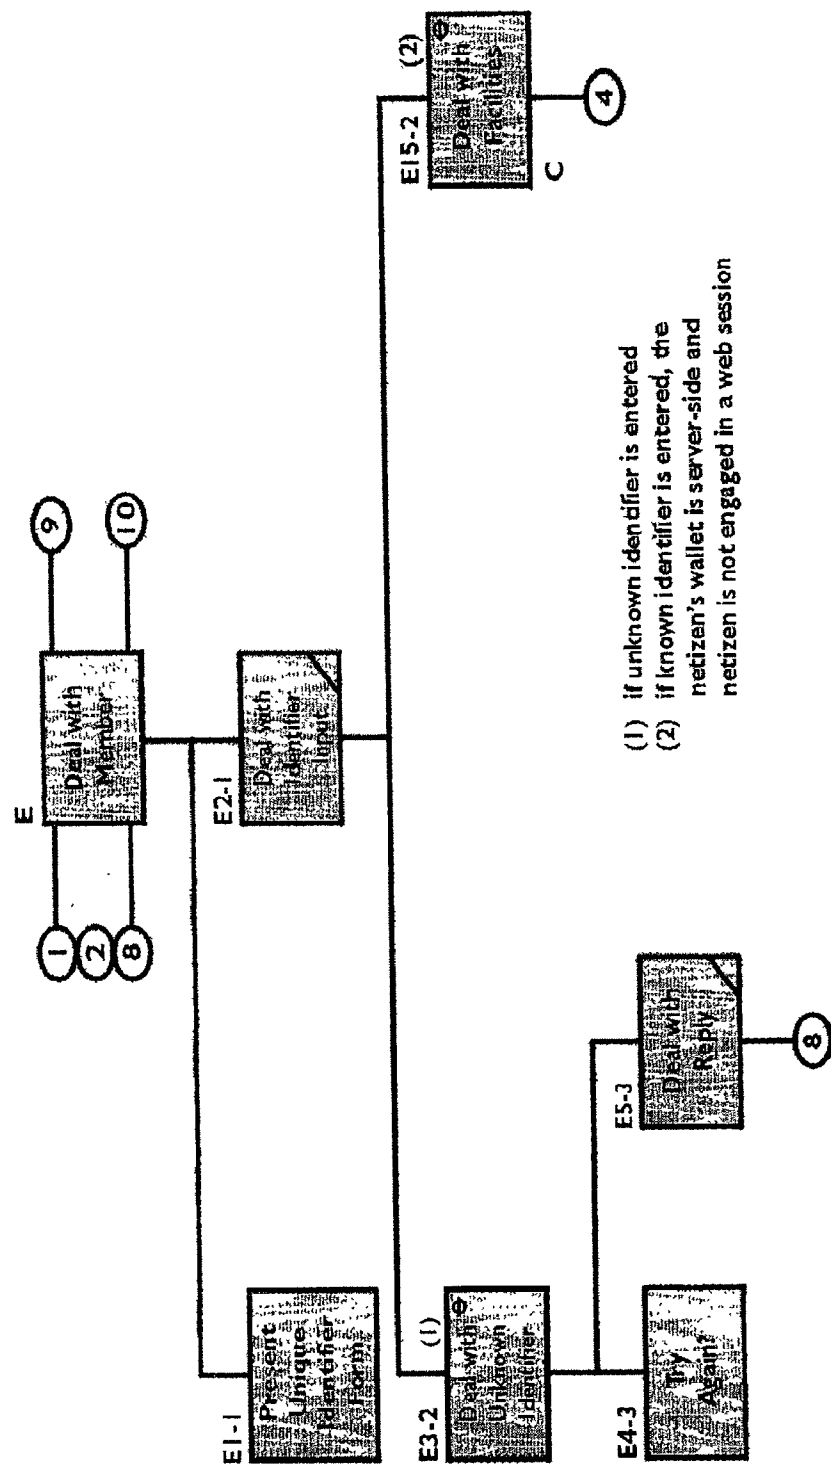 E
Deal with
Member
1
2
8
9
10
E1-1
Present
Unique
Identifier
Form
E2-1
Deal with
Identifier
Input
E3-2
(1)
Deal with
Unknown
Identifier
E15-2
(2)
Deal with
Facilities
C
4
E4-3
Try
Again?
E5-3
Deal with
Reply
8
(1) if unknown identifier is entered
(2) if known identifier is entered, the
netizen's wallet is server-side and
netizen is not engaged in a web session